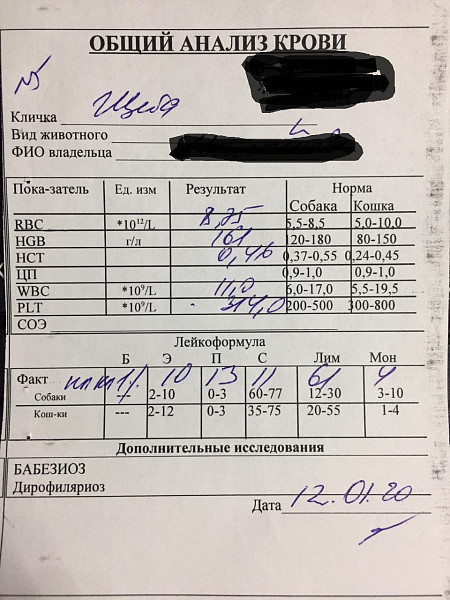 ОБЩИЙ АНАЛИЗ КРОВИ
№5
Кличка
Вид животного
ФИО владельца
Пока-затель Ед. изм Результат Норма
Собака Кошка
RBC *10¹²/L 8,75 5,5-8,5 5,0-10,0
HGB г/л 161 120-180 80-150
НСТ 0,46 0,37-0,55 0,24-0,45
ЦП 0,9-1,0 0,9-1,0
WBC *10⁹/L 11,0 6,0-17,0 5,5-19,5
PLT *10⁹/L 314,0 200-500 300-800
СОЭ
Лейкоформула
Б Э П С Лим Мон
Факт 10 13 11 61 4
Собаки --- 2-10 0-3 60-77 12-30 3-10
Кош-ки --- 2-12 0-3 35-75 20-55 1-4
Дополнительные исследования
БАБЕЗИОЗ
Дирофиляриоз
Дата 12.01.20